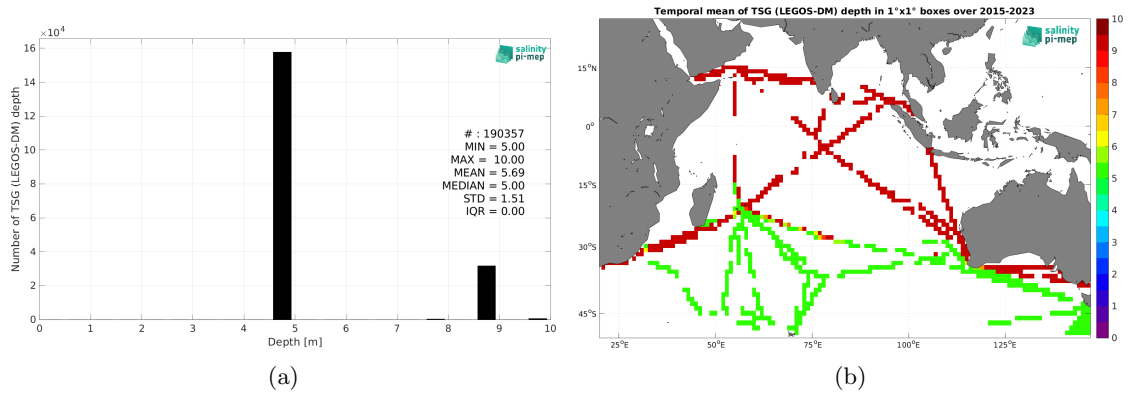 ×10⁴
16
14
12
10
8
6
4
2
0
Number of TSG (LEGOS-DM) depth
salinity
pi-mep
# : 190357
MIN = 5.00
MAX = 10.00
MEAN = 5.69
MEDIAN = 5.00
STD = 1.51
IQR = 0.00
0 1 2 3 4 5 6 7 8 9 10
Depth [m]
(a)
Temporal mean of TSG (LEGOS-DM) depth in 1°x1° boxes over 2015-2023
salinity
pi-mep
15°N
0°
15°S
30°S
45°S
25°E 50°E 75°E 100°E 125°E
10
9
8
7
6
5
4
3
2
1
0
(b)